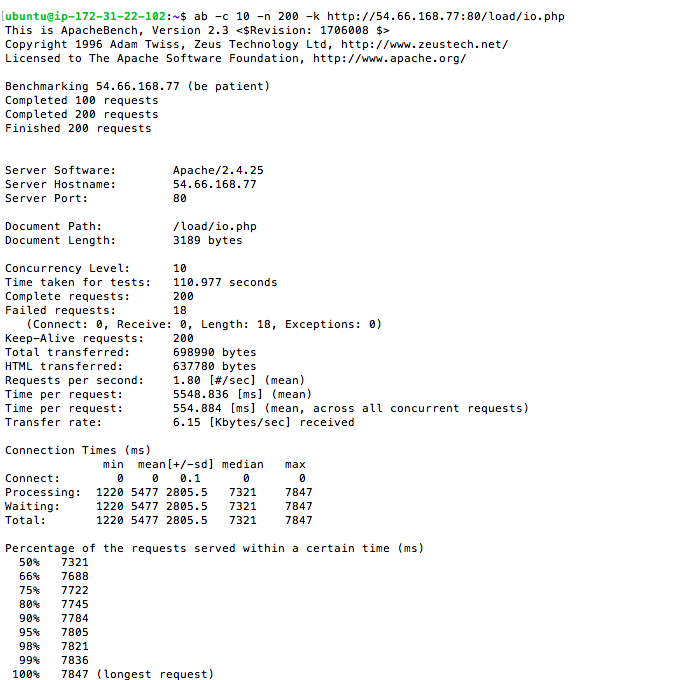 [ubuntu@ip-172-31-22-102:~$ ab -c 10 -n 200 -k http://54.66.168.77:80/load/io.php
This is ApacheBench, Version 2.3 <$Revision: 1706008 $>
Copyright 1996 Adam Twiss, Zeus Technology Ltd, http://www.zeustech.net/
Licensed to The Apache Software Foundation, http://www.apache.org/

Benchmarking 54.66.168.77 (be patient)
Completed 100 requests
Completed 200 requests
Finished 200 requests


Server Software:        Apache/2.4.25
Server Hostname:        54.66.168.77
Server Port:            80

Document Path:          /load/io.php
Document Length:        3189 bytes

Concurrency Level:      10
Time taken for tests:   110.977 seconds
Complete requests:      200
Failed requests:        18
   (Connect: 0, Receive: 0, Length: 18, Exceptions: 0)
Keep-Alive requests:    200
Total transferred:      698990 bytes
HTML transferred:       637780 bytes
Requests per second:    1.80 [#/sec] (mean)
Time per request:       5548.836 [ms] (mean)
Time per request:       554.884 [ms] (mean, across all concurrent requests)
Transfer rate:          6.15 [Kbytes/sec] received

Connection Times (ms)
              min  mean[+/-sd] median   max
Connect:        0    0   0.1      0       0
Processing:  1220 5477 2805.5   7321    7847
Waiting:     1220 5477 2805.5   7321    7847
Total:       1220 5477 2805.5   7321    7847

Percentage of the requests served within a certain time (ms)
  50%   7321
  66%   7688
  75%   7722
  80%   7745
  90%   7784
  95%   7805
  98%   7821
  99%   7836
 100%   7847 (longest request)